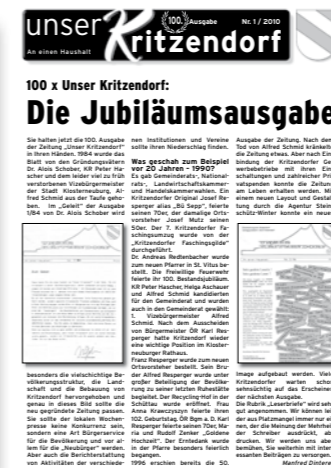 unser Kritzendorf
100. Ausgabe
Nr. 1 / 2010
An einen Haushalt
100 x Unser Kritzendorf:
Die Jubiläumsausgabe
Sie halten jetzt die 100. Ausgabe
der Zeitung „Unser Kritzendorf"
in Ihren Händen. 1984 wurde das
Blatt von den Gründungsvätern
Dr. Alois Schober, KR Peter Ha-
scher und dem leider viel zu früh
verstorbenen Vizebürgermeister
der Stadt Klosterneuburg, Al-
fred Schmid aus der Taufe geho-
ben. Im „Geleit" der Ausgabe
1/84 von Dr. Alois Schober wird
besonders die vielschichtige Be-
völkerungsstruktur, die Land-
schaft und die Bebauung von
Kritzendorf hervorgehoben und
genau in dieses Bild sollte die
neu gegründete Zeitung passen.
Sie sollte der lokalen Wochen-
presse keine Konkurrenz sein,
sondern eine Art Bürgerservice
für die Bevölkerung und vor al-
lem für die „Neubürger" werden.
Aber auch die Berichterstattung
von Aktivitäten der verschiede-
nen Institutionen und Vereine
sollte ihren Niederschlag finden.
Was geschah zum Beispiel
vor 20 Jahren - 1990?
Es gab Gemeinderats-, National-
rats-, Landwirtschaftskammer-
und Handelskammerwahlen. Ein
Kritzendorfer Original Josef Re-
sperger alias „Bü Sepp", feierte
seinen 70er, der damalige Orts-
vorsteher Josef Mutz seinen
50er. Der 7. Kritzendorfer Fa-
schingsumzug wurde von der
„Kritzendorfer Faschingsgilde"
durchgeführt.
Dr. Andreas Redtenbacher wurde
zum neuen Pfarrer in St. Vitus be-
stellt. Die Freiwillige Feuerwehr
feierte ihr 100. Bestandsjubiläum.
KR Peter Hascher, Helga Aschauer
und Alfred Schmid kandidierten
für den Gemeinderat und wurden
auch in den Gemeinderat gewählt:
1. Vizebürgermeister Alfred
Schmid. Nach dem Ausscheiden
von Bürgermeister ÖR Karl Res-
perger hatte Kritzendorf wieder
eine wichtige Position im Kloster-
neuburger Rathaus.
Franz Resperger wurde zum neuen
Ortsvorsteher bestellt. Sein Bru-
der Alfred Resperger wurde unter
großer Beteiligung der Bevölke-
rung zu seiner letzten Ruhestätte
begleitet. Der Recycling-Hof in der
Schüttau wurde eröffnet. Frau
Anna Krawczyszyn feierte ihren
102. Geburtstag, ÖR Bgm a. D. Karl
Resperger feierte seinen 70er, Ma-
ria und Rudolf Zenker „Goldene
Hochzeit". Der Erntedank wurde
in der Pfarre besonders feierlich
begangen.
1996 erschien bereits die 50.
Ausgabe der Zeitung. Nach dem
Tod von Alfred Schmid kränkelte
die Zeitung etwas. Aber nach Ein-
bindung der Kritzendorfer Ge-
werbebetriebe mit ihren Ein-
schaltungen und zahlreicher Pri
vatspenden konnte die Zeitung
am Leben erhalten werden. Mit
einem neuen Layout und Gestal-
tung durch die Agentur Stein-
schütz-Winter konnte ein neues
Image aufgebaut werden. Viele
Kritzendorfer warten schon
sehnsüchtig auf das Erscheinen
der nächsten Ausgabe.
Die Rubrik „Leserbriefe" wird sehr
gut angenommen. Wir können lei-
der aus Platzmangel immer nur ei-
nen, der die Meinung der Mehrheit
der Schreiber ausdrückt, ab-
drucken. Wir werden uns aber
bemühen, Sie weiterhin mit inter-
essanten Beiträgen zu versorgen.